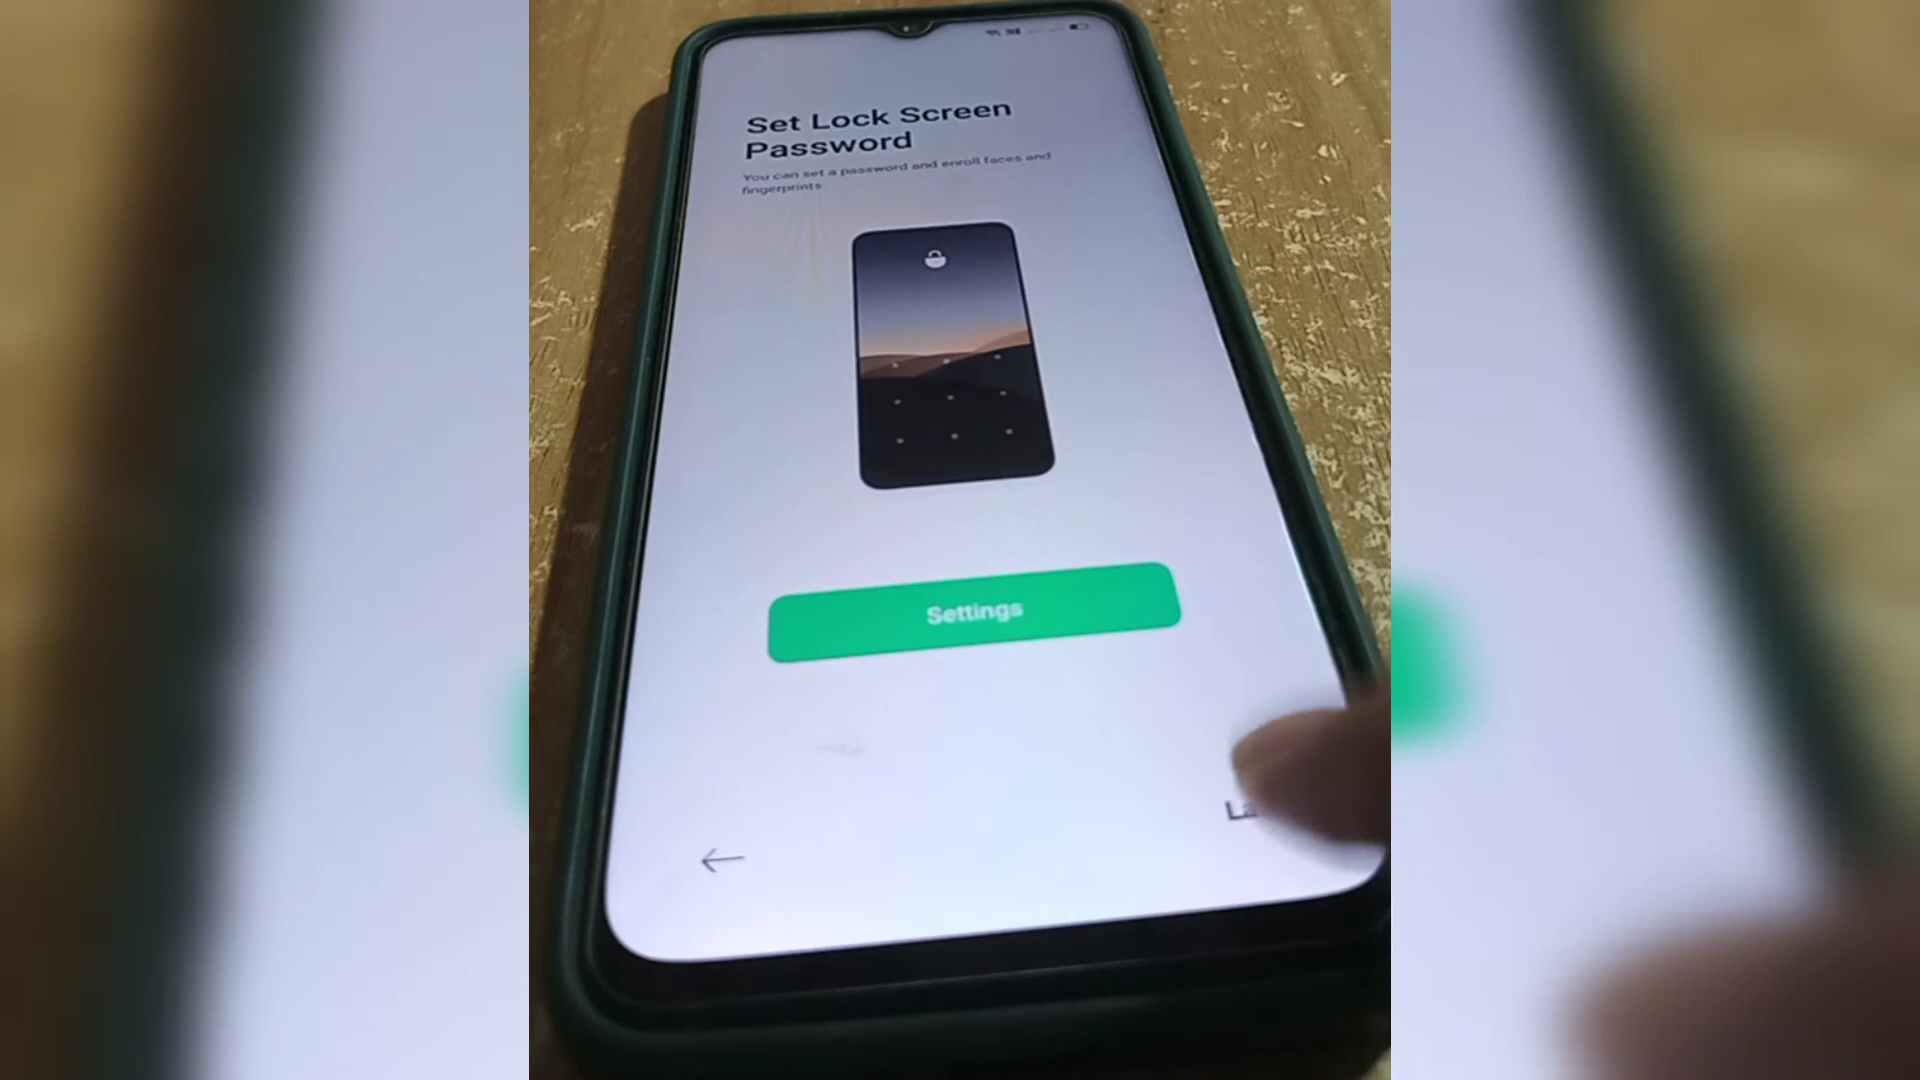 Set Lock Screen
Password
You can set a password and enroll faces and
fingerprints
Settings